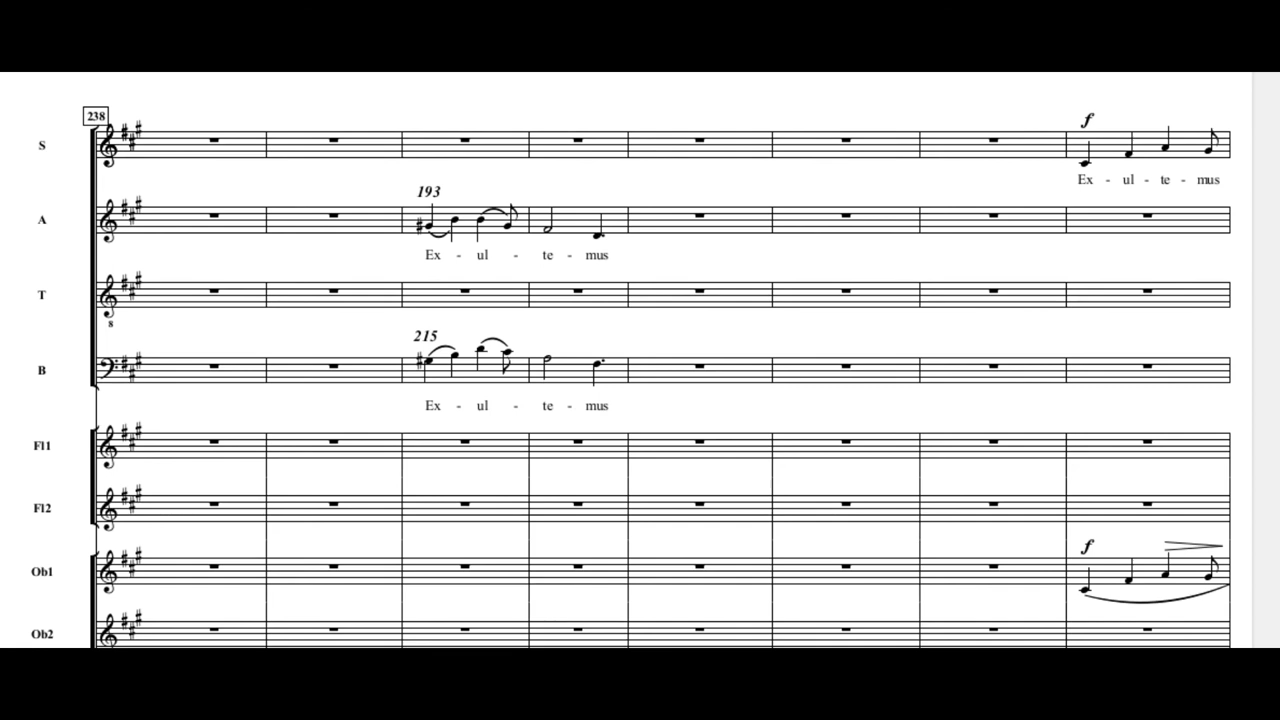 238
f
S
Ex - ul - te - mus
193
A
Ex - ul - te - mus
T
8
215
B
Ex - ul - te - mus
Fl1
Fl2
f
Ob1
Ob2